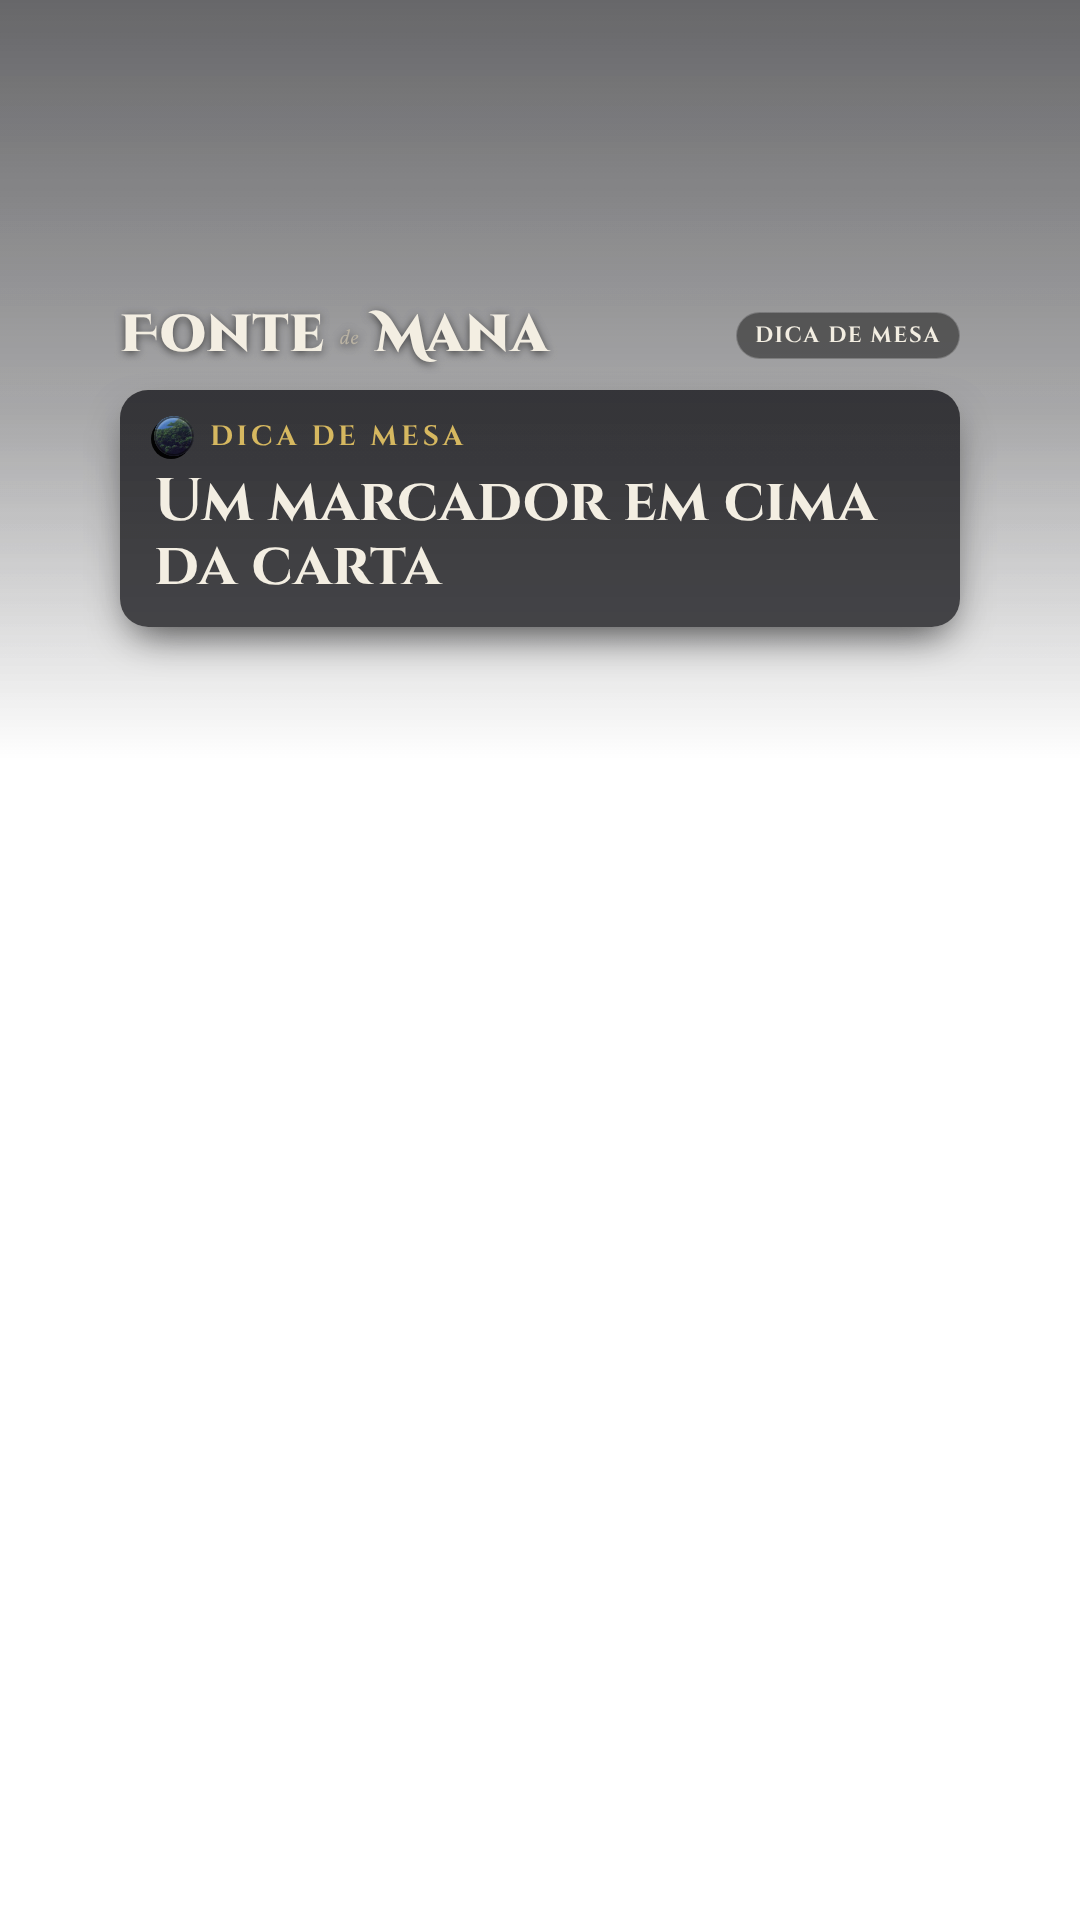 Fonte de Mana
DICA DE MESA
DICA DE MESA
Um marcador em cima
da carta